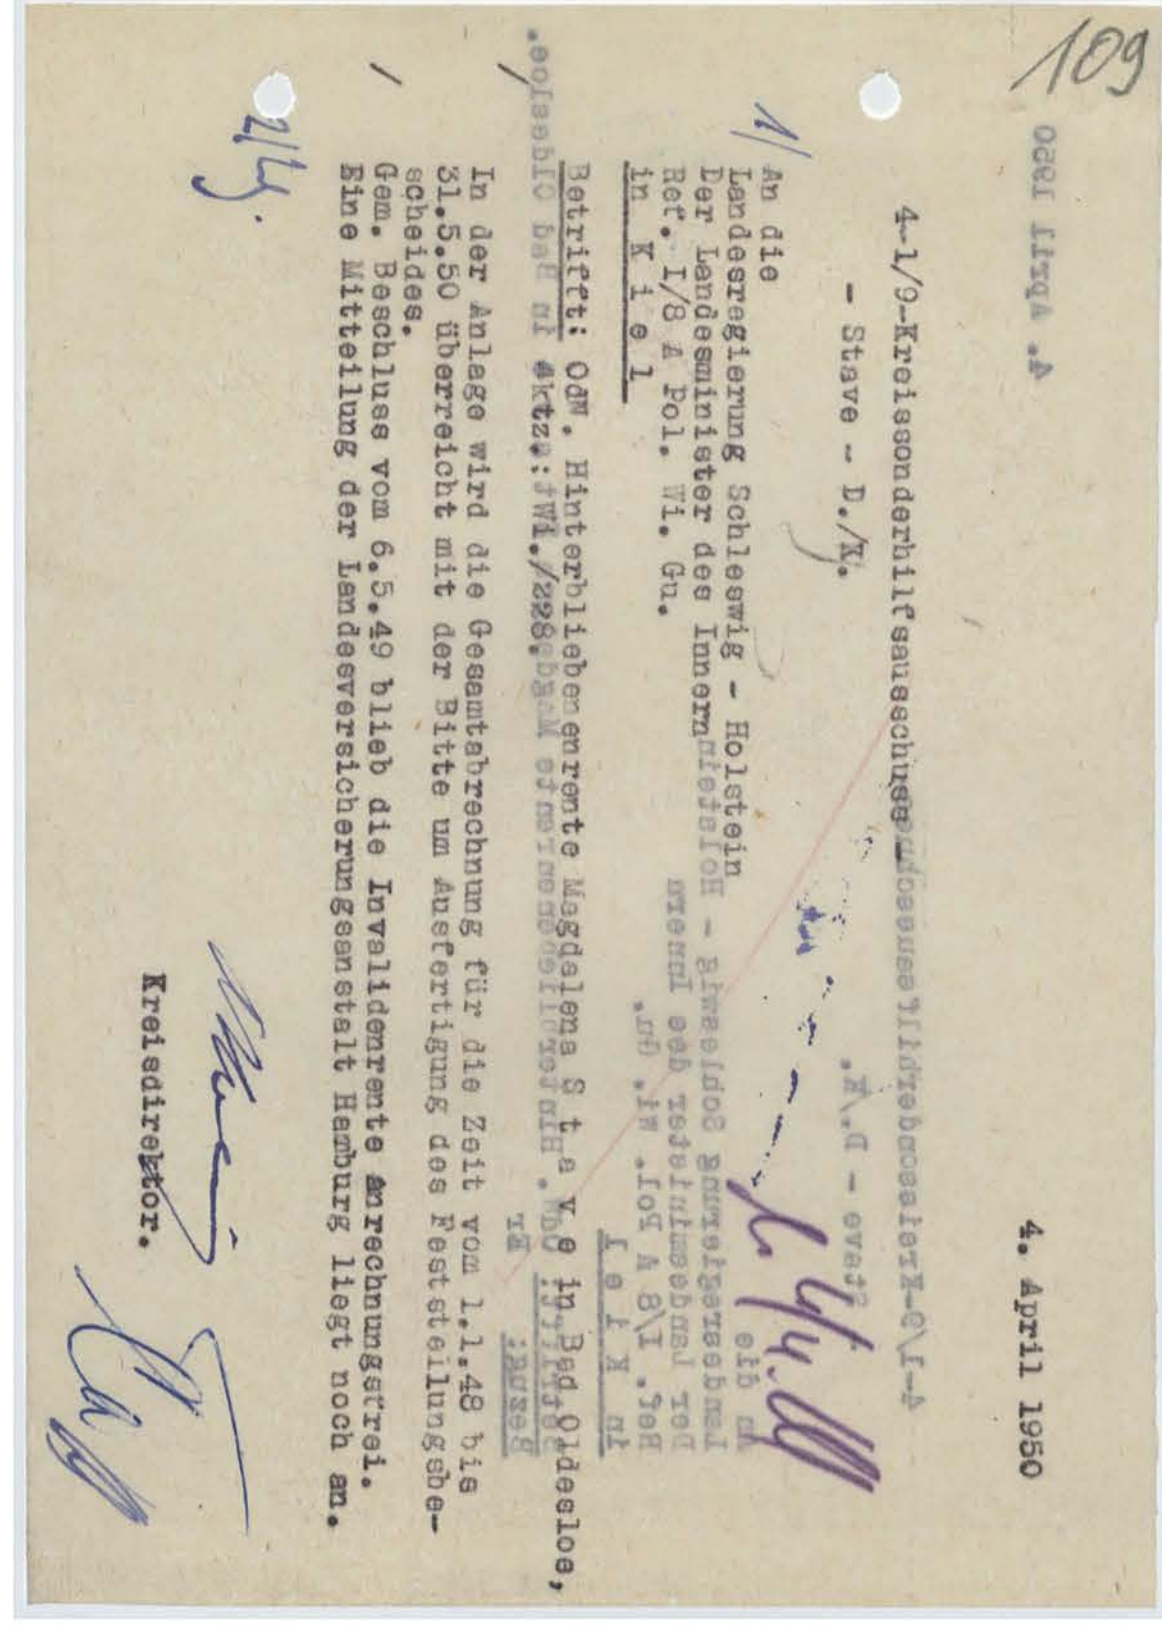 109
4. April 1950
4-1/9-Kreissonderhilfsausschuss -
- Stave - D./K.
1/
An die
Landesregierung Schleswig - Holstein
Der Landesminister des Innern
Ref. I/8 A Pol. Wi. Gu.
in K i e l
Betrifft: OdN. Hinterbliebenenrente Magdalena S t a v e in Bad Oldesloe,
Aktz.: Wi./228.
In der Anlage wird die Gesamtabrechnung für die Zeit vom 1.1.48 bis
31.5.50 überreicht mit der Bitte um Ausfertigung des Feststellungsbe-
scheides.
Gem. Beschluss vom 6.5.49 blieb die Invalidenrente anrechnungsfrei.
Eine Mitteilung der Landesversicherungsanstalt Hamburg liegt noch an.
2/
Kreisdirektor.